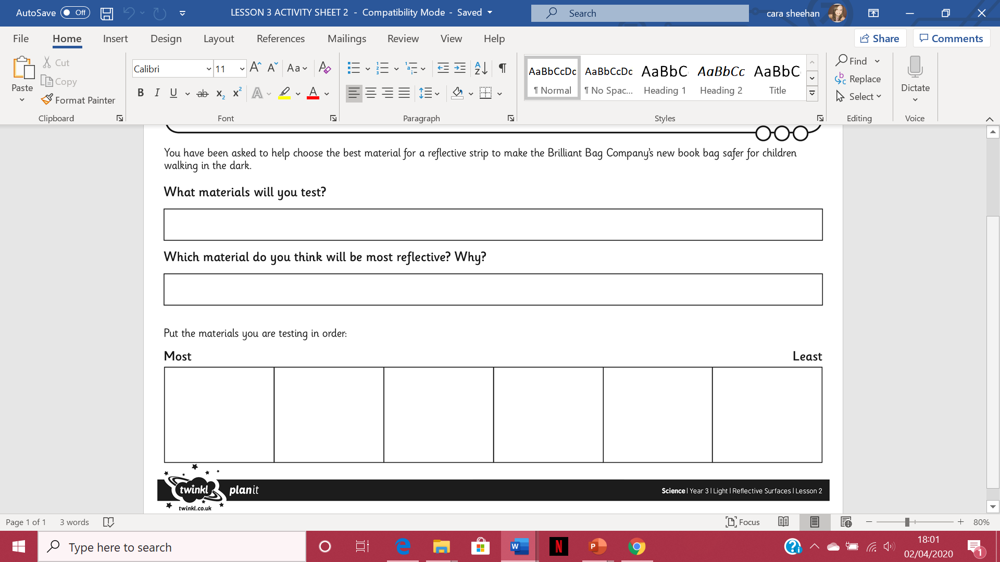 AutoSave Off LESSON 3 ACTIVITY SHEET 2 - Compatibility Mode - Saved Search cara sheehan
File Home Insert Design Layout References Mailings Review View Help Share Comments
Paste Cut Copy Format Painter
Calibri 11 Aa
B I U ab x₂ x² A A
AaBbCcDc AaBbCcDc AaBbC AaBbCc AaBbC
¶ Normal ¶ No Spac... Heading 1 Heading 2 Title
Find Replace Select Dictate
Clipboard Font Paragraph Styles Editing Voice
You have been asked to help choose the best material for a reflective strip to make the Brilliant Bag Company's new book bag safer for children
walking in the dark.
What materials will you test?
Which material do you think will be most reflective? Why?
Put the materials you are testing in order:
Most Least
twinkl planit Science | Year 3 | Light | Reflective Surfaces | Lesson 2
twinkl.co.uk
Page 1 of 1 3 words Focus 80%
Type here to search 18:01
02/04/2020 1